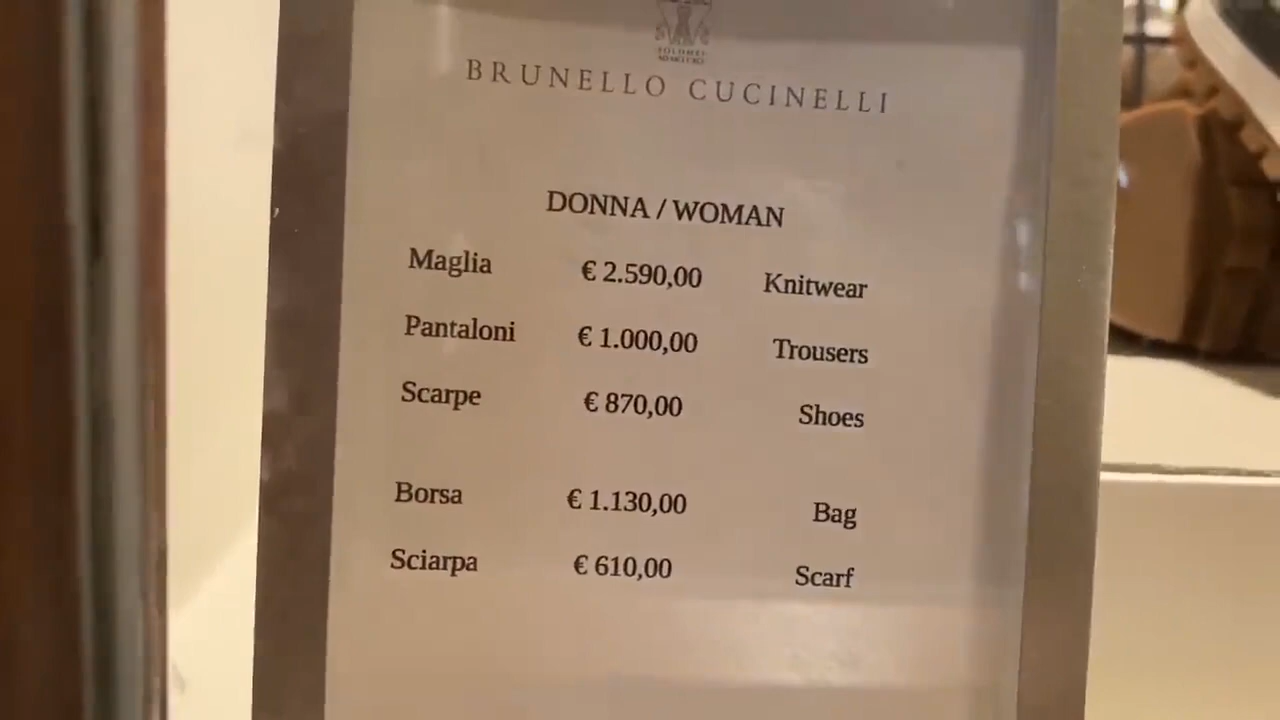 BRUNELLO CUCINELLI
DONNA / WOMAN
Maglia € 2.590,00 Knitwear
Pantaloni € 1.000,00 Trousers
Scarpe € 870,00 Shoes
Borsa € 1.130,00 Bag
Sciarpa € 610,00 Scarf